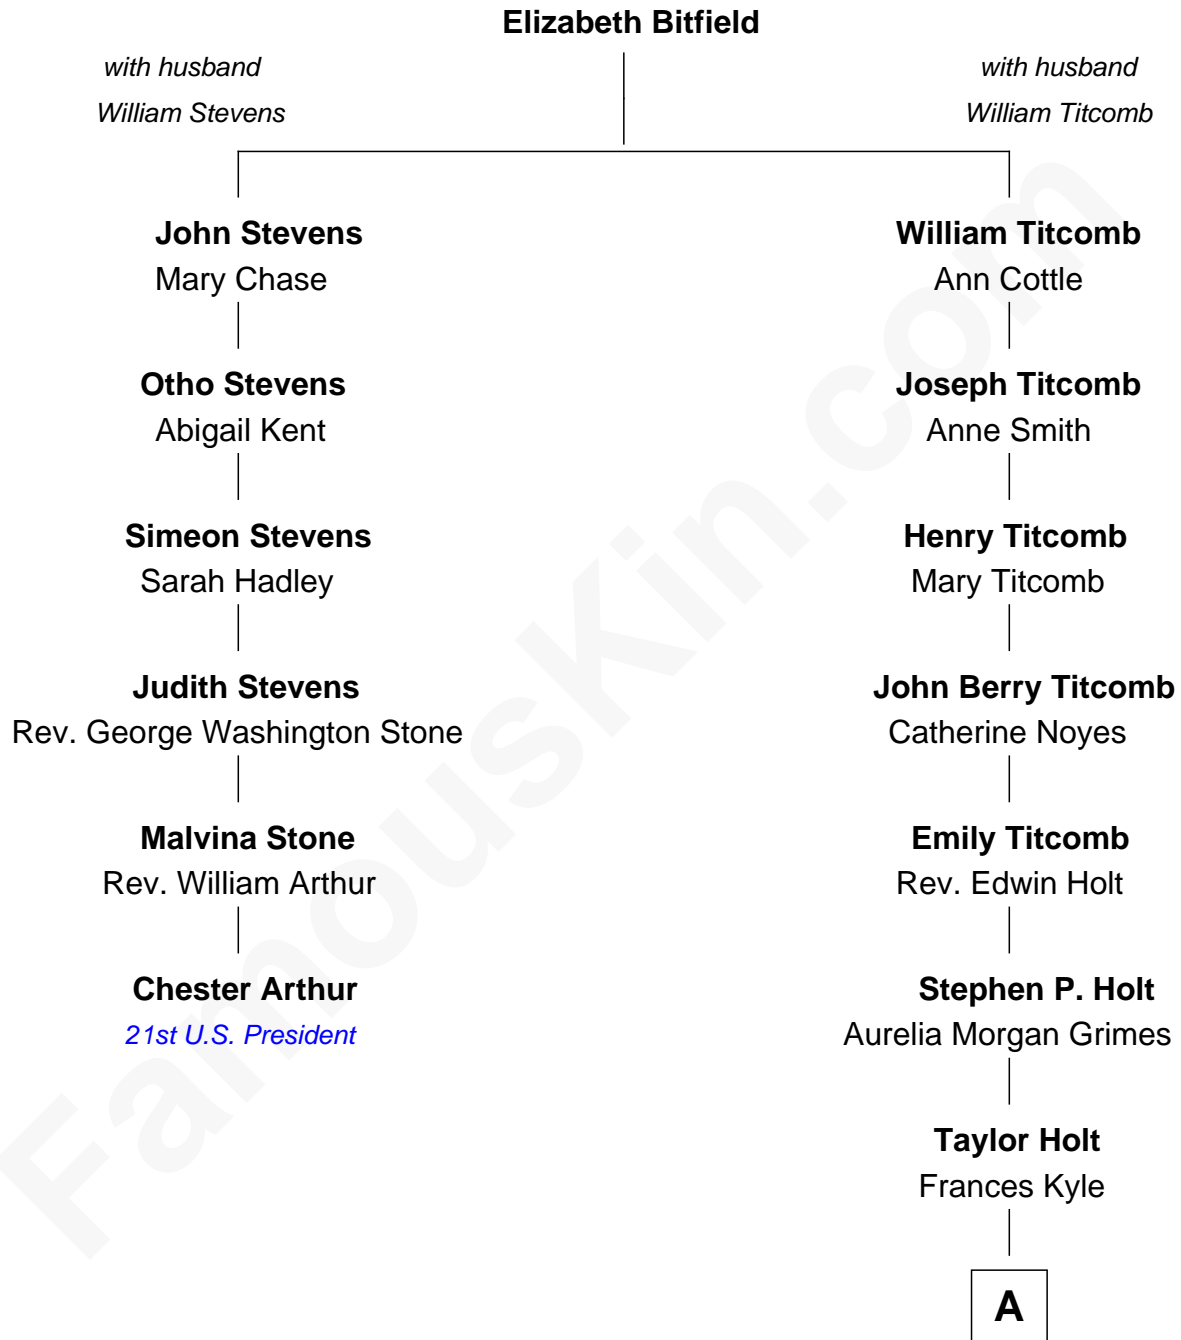 Elizabeth Bitfield
with husband
William Stevens
with husband
William Titcomb
John Stevens
Mary Chase
William Titcomb
Ann Cottle
Otho Stevens
Abigail Kent
Joseph Titcomb
Anne Smith
Simeon Stevens
Sarah Hadley
Henry Titcomb
Mary Titcomb
Judith Stevens
Rev. George Washington Stone
John Berry Titcomb
Catherine Noyes
Malvina Stone
Rev. William Arthur
Emily Titcomb
Rev. Edwin Holt
Chester Arthur
21st U.S. President
Stephen P. Holt
Aurelia Morgan Grimes
Taylor Holt
Frances Kyle
A
FamousKin.com